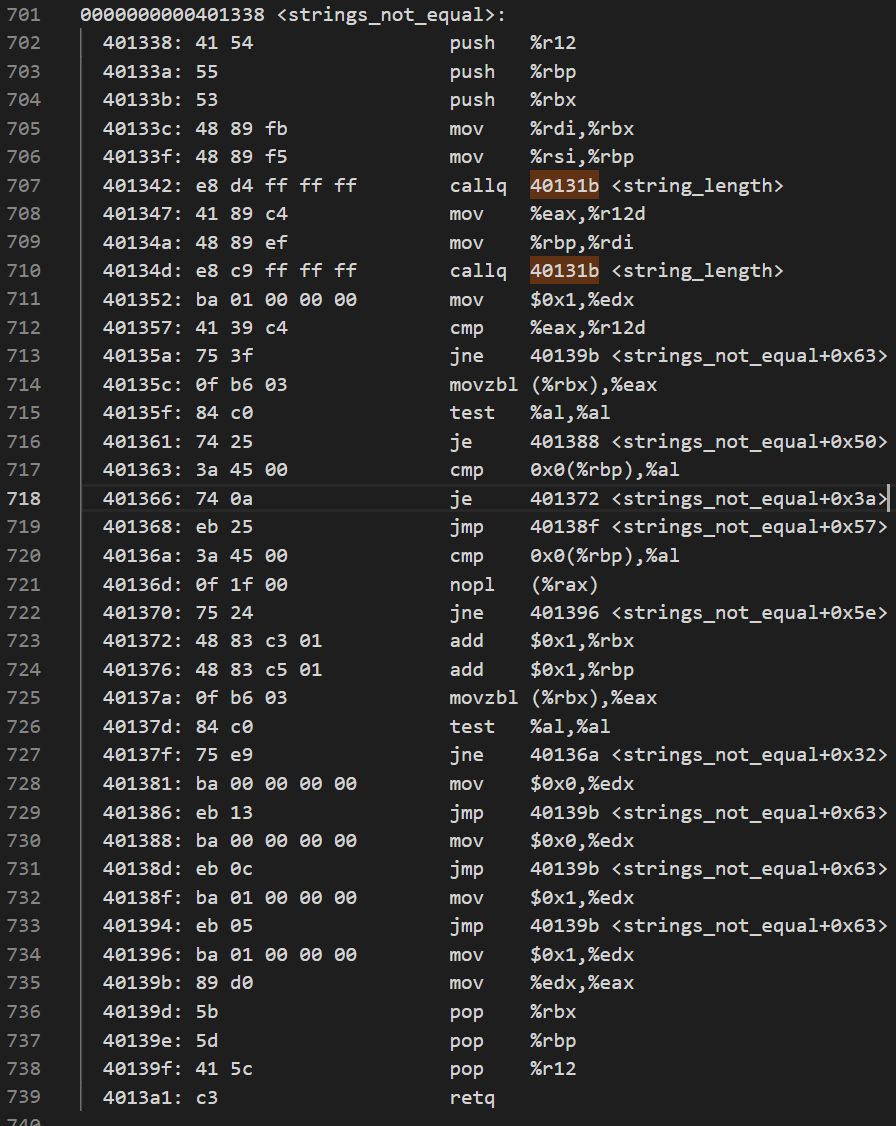 701 0000000000401338 <strings_not_equal>:
702 401338: 41 54 push %r12
703 40133a: 55 push %rbp
704 40133b: 53 push %rbx
705 40133c: 48 89 fb mov %rdi,%rbx
706 40133f: 48 89 f5 mov %rsi,%rbp
707 401342: e8 d4 ff ff ff callq 40131b <string_length>
708 401347: 41 89 c4 mov %eax,%r12d
709 40134a: 48 89 ef mov %rbp,%rdi
710 40134d: e8 c9 ff ff ff callq 40131b <string_length>
711 401352: ba 01 00 00 00 mov $0x1,%edx
712 401357: 41 39 c4 cmp %eax,%r12d
713 40135a: 75 3f jne 40139b <strings_not_equal+0x63>
714 40135c: 0f b6 03 movzbl (%rbx),%eax
715 40135f: 84 c0 test %al,%al
716 401361: 74 25 je 401388 <strings_not_equal+0x50>
717 401363: 3a 45 00 cmp 0x0(%rbp),%al
718 401366: 74 0a je 401372 <strings_not_equal+0x3a>
719 401368: eb 25 jmp 40138f <strings_not_equal+0x57>
720 40136a: 3a 45 00 cmp 0x0(%rbp),%al
721 40136d: 0f 1f 00 nopl (%rax)
722 401370: 75 24 jne 401396 <strings_not_equal+0x5e>
723 401372: 48 83 c3 01 add $0x1,%rbx
724 401376: 48 83 c5 01 add $0x1,%rbp
725 40137a: 0f b6 03 movzbl (%rbx),%eax
726 40137d: 84 c0 test %al,%al
727 40137f: 75 e9 jne 40136a <strings_not_equal+0x32>
728 401381: ba 00 00 00 00 mov $0x0,%edx
729 401386: eb 13 jmp 40139b <strings_not_equal+0x63>
730 401388: ba 00 00 00 00 mov $0x0,%edx
731 40138d: eb 0c jmp 40139b <strings_not_equal+0x63>
732 40138f: ba 01 00 00 00 mov $0x1,%edx
733 401394: eb 05 jmp 40139b <strings_not_equal+0x63>
734 401396: ba 01 00 00 00 mov $0x1,%edx
735 40139b: 89 d0 mov %edx,%eax
736 40139d: 5b pop %rbx
737 40139e: 5d pop %rbp
738 40139f: 41 5c pop %r12
739 4013a1: c3 retq
740